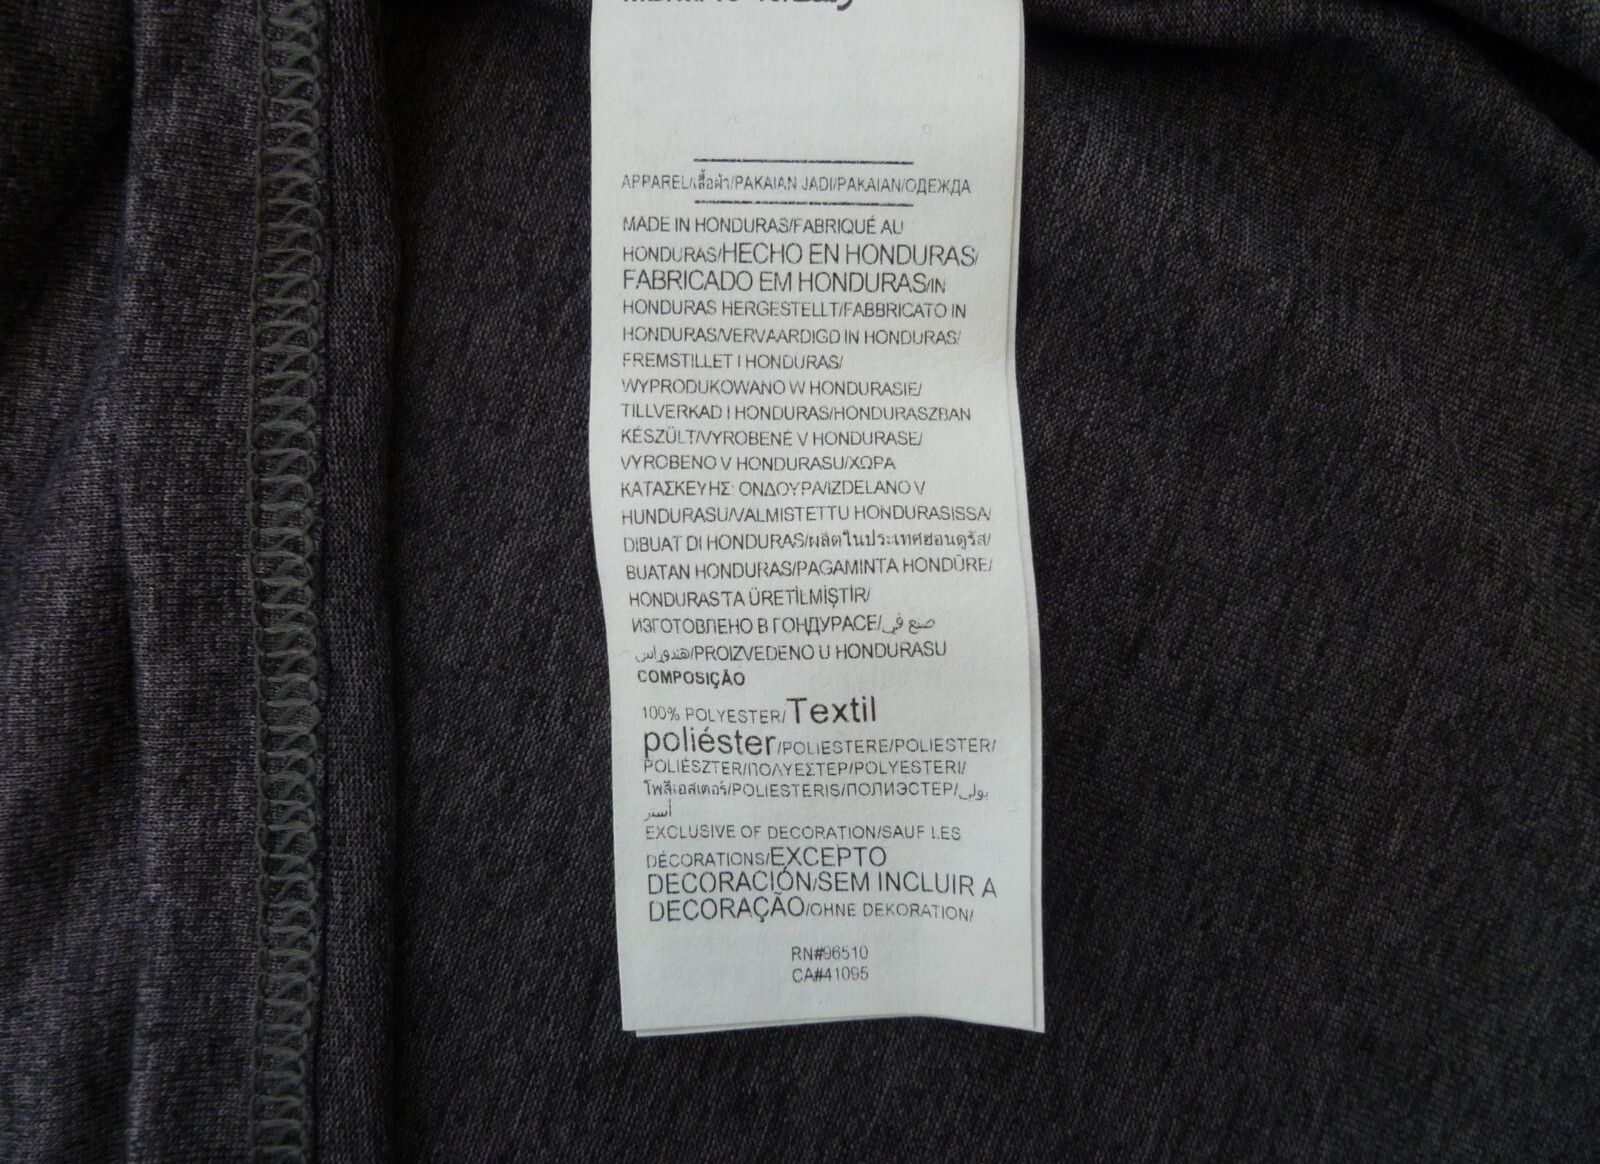 APPAREL/เสื้อผ้า/PAKAIAN JADI/PAKAIAN/ОДЕЖДА
MADE IN HONDURAS/FABRIQUÉ AU
HONDURAS/HECHO EN HONDURAS/
FABRICADO EM HONDURAS/IN
HONDURAS HERGESTELLT/FABBRICATO IN
HONDURAS/VERVAARDIGD IN HONDURAS/
FREMSTILLET I HONDURAS/
WYPRODUKOWANO W HONDURASIE/
TILLVERKAD I HONDURAS/HONDURASZBAN
KÉSZÜLT/VYROBENÉ V HONDURASE/
VYROBENO V HONDURASU/ΧΩΡΑ
ΚΑΤΑΣΚΕΥΗΣ: ΟΝΔΟΥΡΑ/IZDELANO V
HUNDURASU/VALMISTETTU HONDURASISSA/
DIBUAT DI HONDURAS/ผลิตในประเทศฮอนดูรัส/
BUATAN HONDURAS/PAGAMINTA HONDŪRE/
HONDURAS'TA ÜRETİLMİŞTİR/
ИЗГОТОВЛЕНО В ГОНДУРАСЕ/صنع في
هندوراس/PROIZVEDENO U HONDURASU
COMPOSIÇÃO
100% POLYESTER/Textil
poliéster/POLIESTERE/POLIESTER/
POLIÉSZTER/ΠΟΛΥΕΣΤΕΡ/POLYESTERI/
โพลีเอสเตอร์/POLIESTERIS/ПОЛИЭСТЕР/بولي
أستر
EXCLUSIVE OF DECORATION/SAUF LES
DÉCORATIONS/EXCEPTO
DECORACIÓN/SEM INCLUIR A
DECORAÇÃO/OHNE DEKORATION/
RN#96510
CA#41095